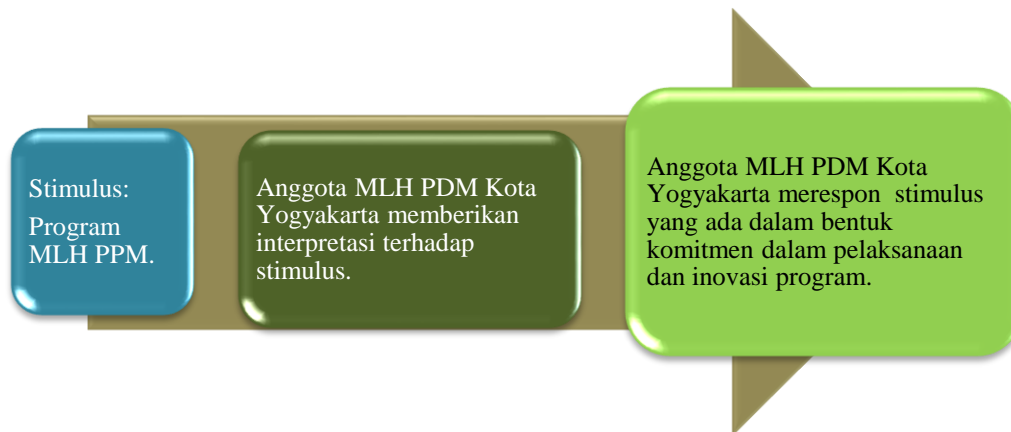 Stimulus:
Program
MLH PPM.
Anggota MLH PDM Kota
Yogyakarta memberikan
interpretasi terhadap
stimulus.
Anggota MLH PDM Kota
Yogyakarta merespon stimulus
yang ada dalam bentuk
komitmen dalam pelaksanaan
dan inovasi program.